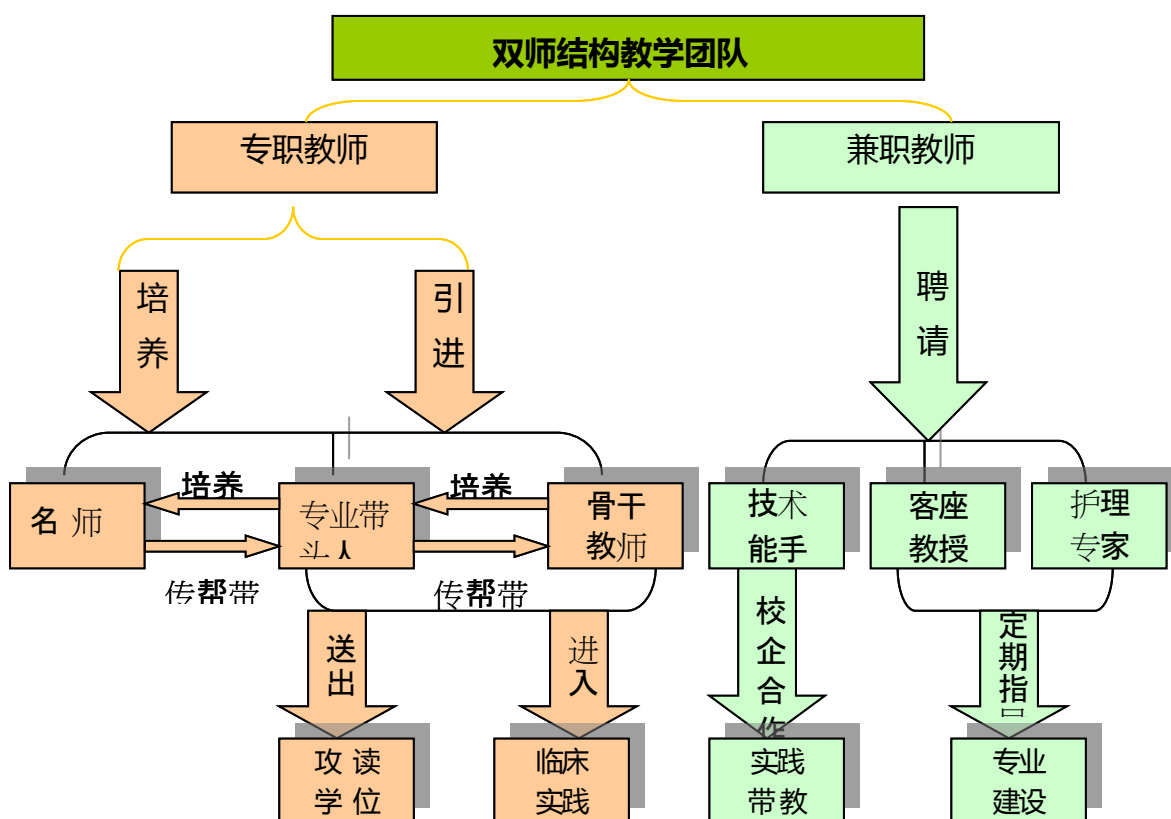 双师结构教学团队
专职教师
兼职教师
培养
引进
聘请
培养
培养
名 师
专业带
头人
骨干
教师
技术
能手
客座
教授
护理
专家
传帮带
传帮带
送出
进入
校企合作
定期指导
攻 读
学 位
临床
实践
实践
带教
专业
建设